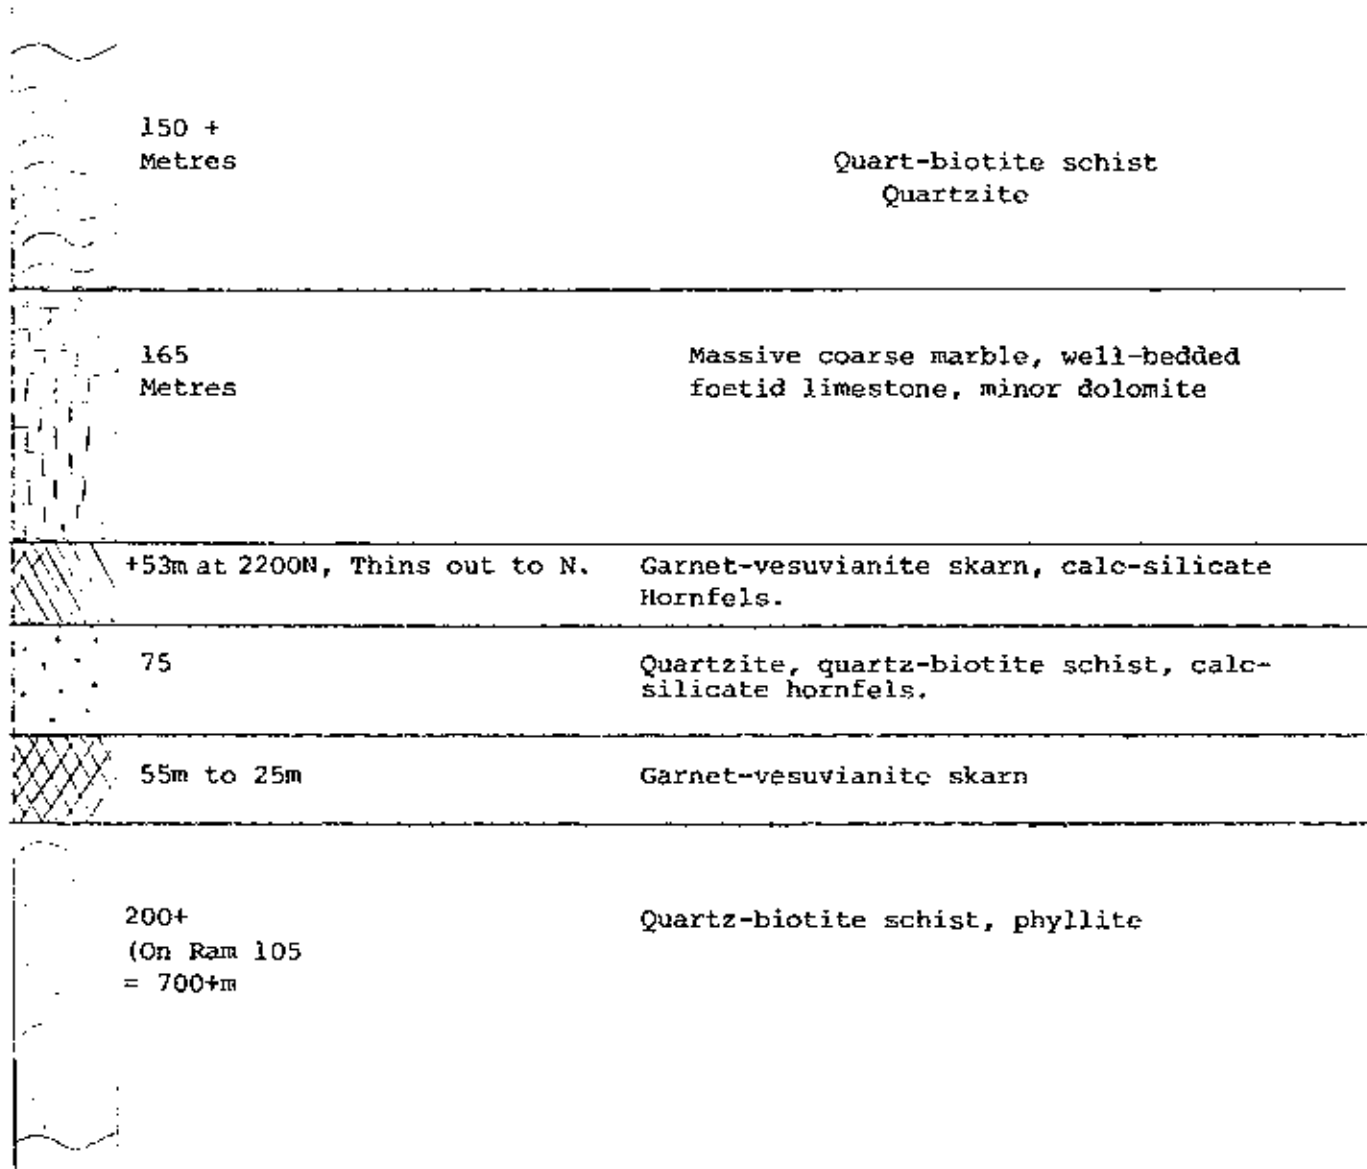 150 +
Metres
Quart-biotite schist
Quartzite
165
Metres
Massive coarse marble, well-bedded
foetid limestone, minor dolomite
+53m at 2200N, Thins out to N.
Garnet-vesuvianite skarn, calc-silicate
Hornfels.
75
Quartzite, quartz-biotite schist, calc-
silicate hornfels.
55m to 25m
Garnet-vesuvianite skarn
200+
(On Ram 105
= 700+m
Quartz-biotite schist, phyllite